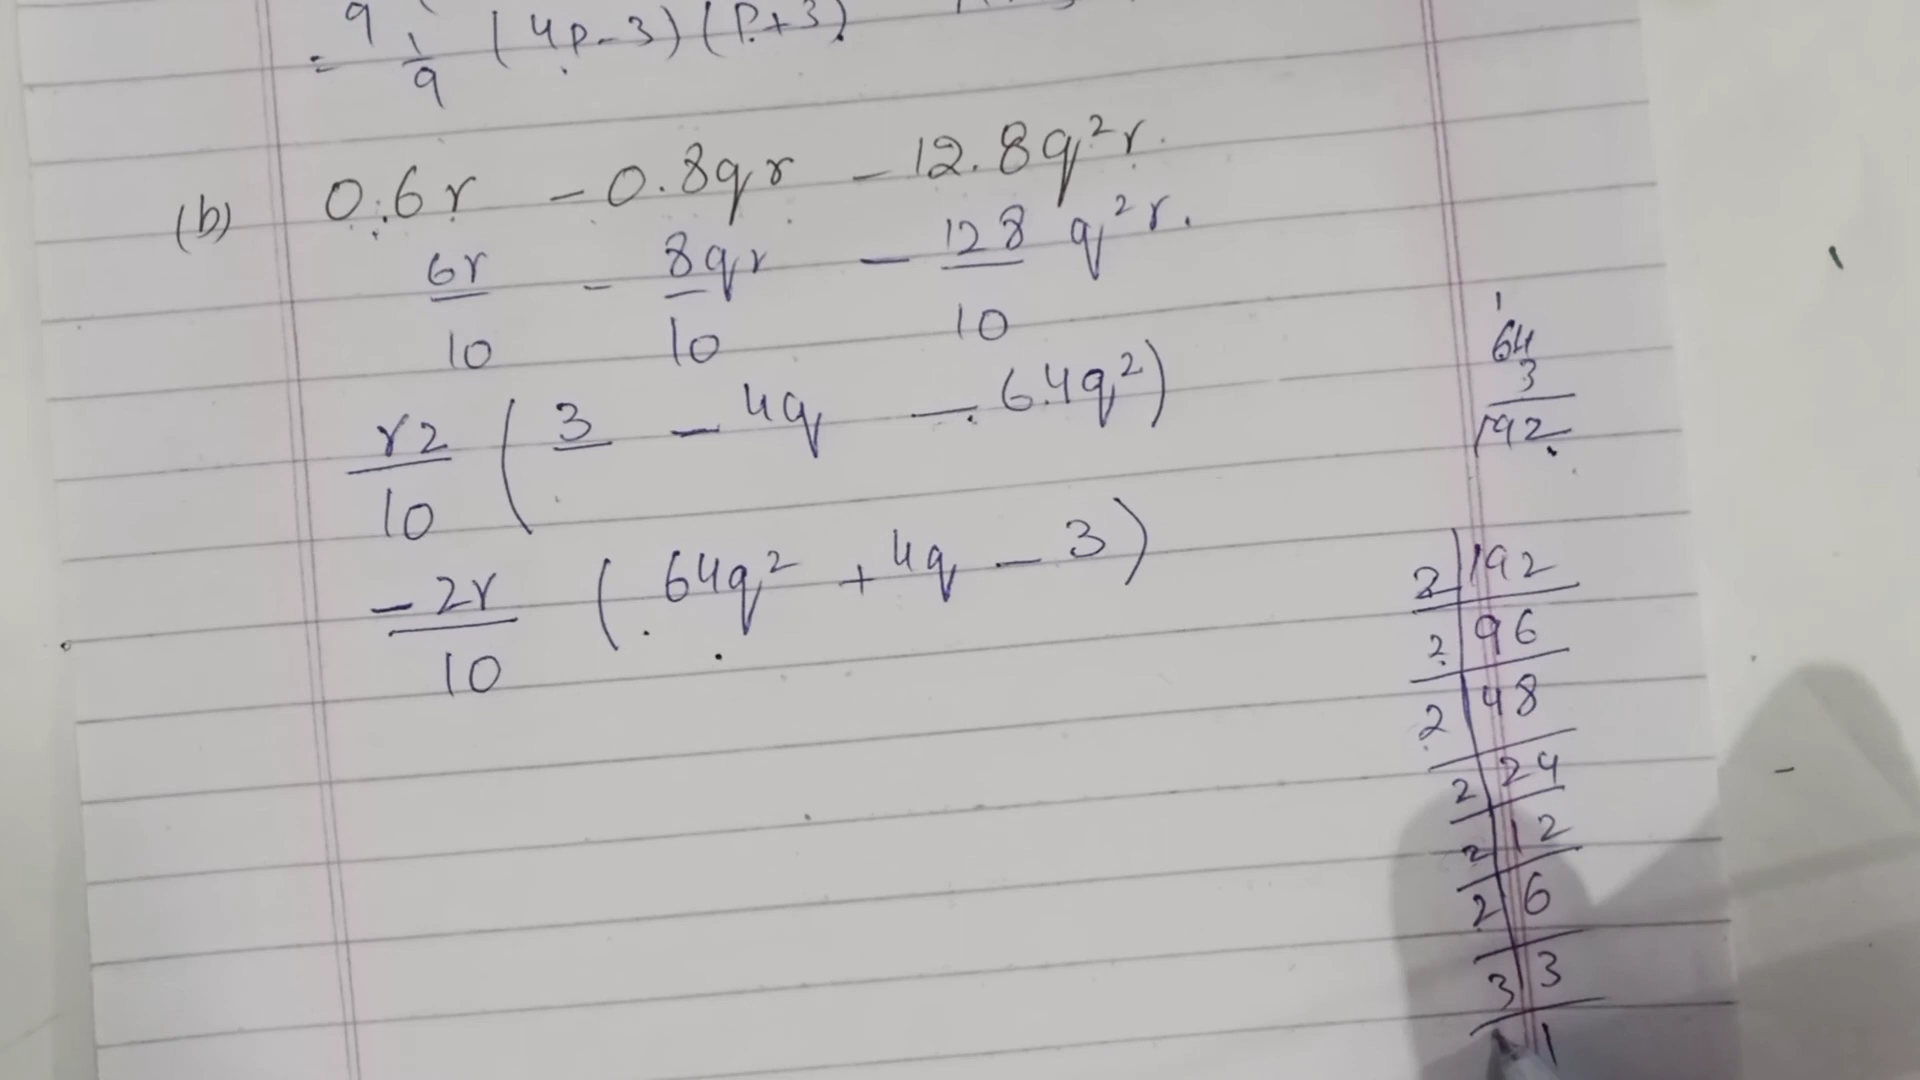 9
= 1/9 (4p-3)(p+3)
(b) 0.6r - 0.8qr - 12.8q²r.
6r/10 - 8qr/10 - 128/10 q²r.
r2/10 (3 - 4q - 64q²)
-2r/10 (64q² + 4q - 3)
1
64
3
192
2 192
2 96
2 48
2 24
2 12
2 6
3 3
1